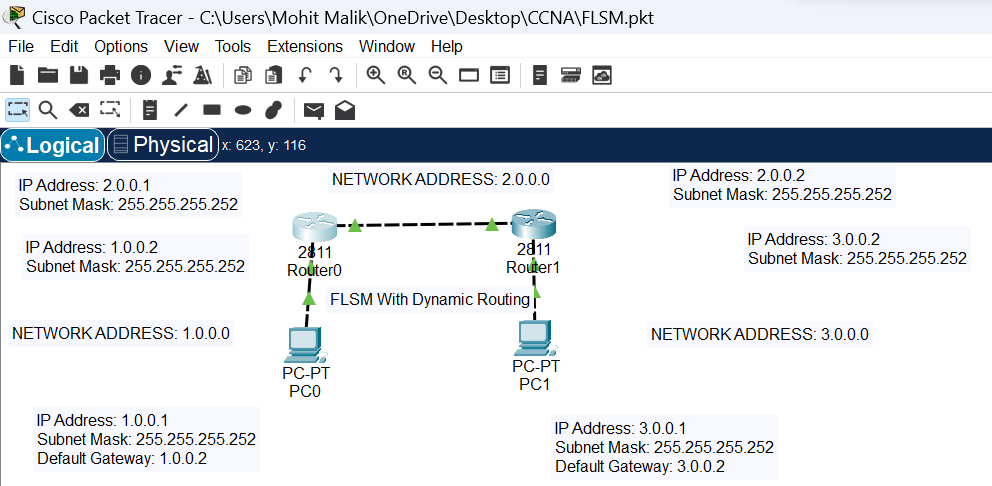 Cisco Packet Tracer - C:\Users\Mohit Malik\OneDrive\Desktop\CCNA\FLSM.pkt
File Edit Options View Tools Extensions Window Help
Logical Physical x: 623, y: 116
IP Address: 2.0.0.1
Subnet Mask: 255.255.255.252
NETWORK ADDRESS: 2.0.0.0
IP Address: 2.0.0.2
Subnet Mask: 255.255.255.252
IP Address: 1.0.0.2
Subnet Mask: 255.255.255.252
2811
Router0
2811
Router1
IP Address: 3.0.0.2
Subnet Mask: 255.255.255.252
FLSM With Dynamic Routing
NETWORK ADDRESS: 1.0.0.0
NETWORK ADDRESS: 3.0.0.0
PC-PT
PC0
PC-PT
PC1
IP Address: 1.0.0.1
Subnet Mask: 255.255.255.252
Default Gateway: 1.0.0.2
IP Address: 3.0.0.1
Subnet Mask: 255.255.255.252
Default Gateway: 3.0.0.2